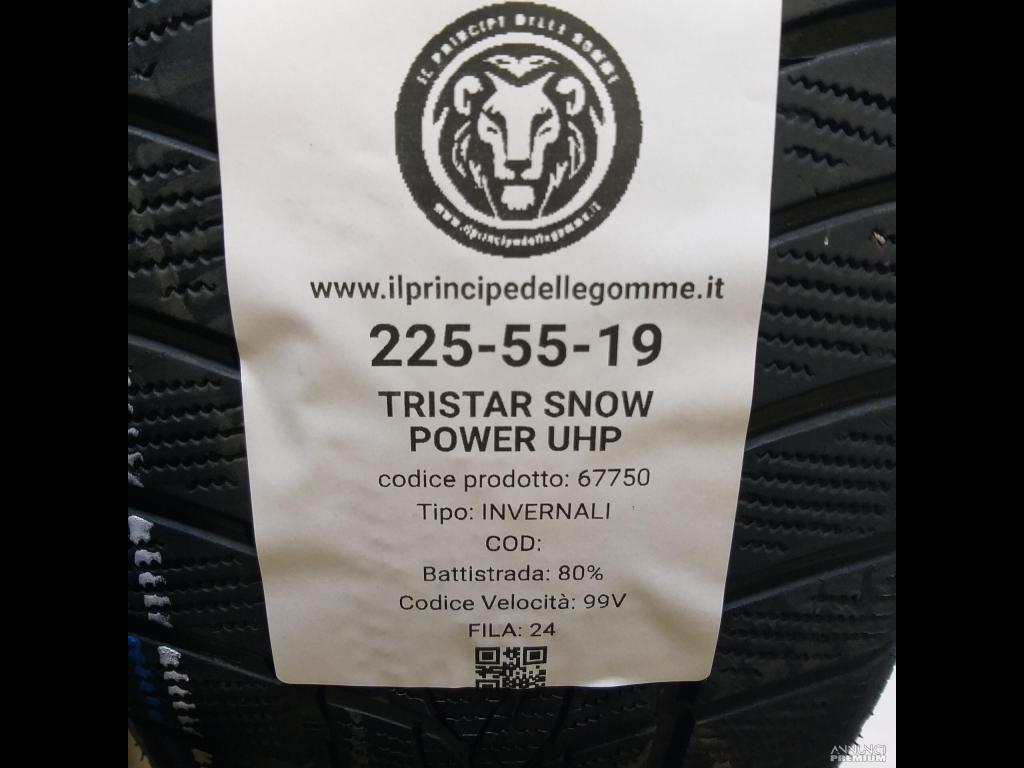 IL PRINCIPE DELLE GOMME
www.ilprincipedellegomme.it
www.ilprincipedellegomme.it
225-55-19
TRISTAR SNOW
POWER UHP
codice prodotto: 67750
Tipo: INVERNALI
COD:
Battistrada: 80%
Codice Velocità: 99V
FILA: 24
ANNUNCI
PREMIUM